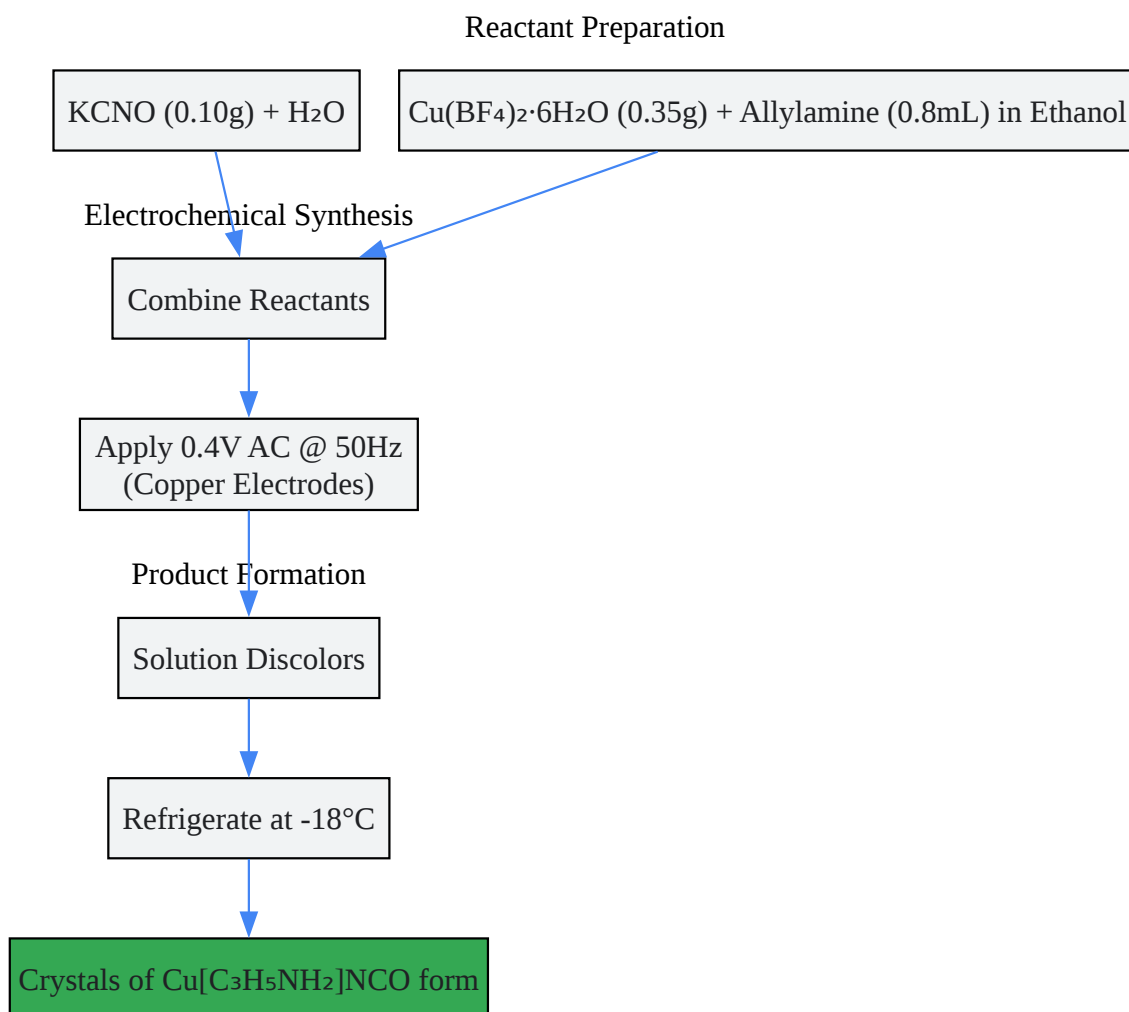 Reactant Preparation
KCNO (0.10g) + H₂O
Cu(BF₄)₂·6H₂O (0.35g) + Allylamine (0.8mL) in Ethanol
Electrochemical Synthesis
Combine Reactants
Apply 0.4V AC @ 50Hz
(Copper Electrodes)
Product Formation
Solution Discolors
Refrigerate at -18°C
Crystals of Cu[C₃H₅NH₂]NCO form